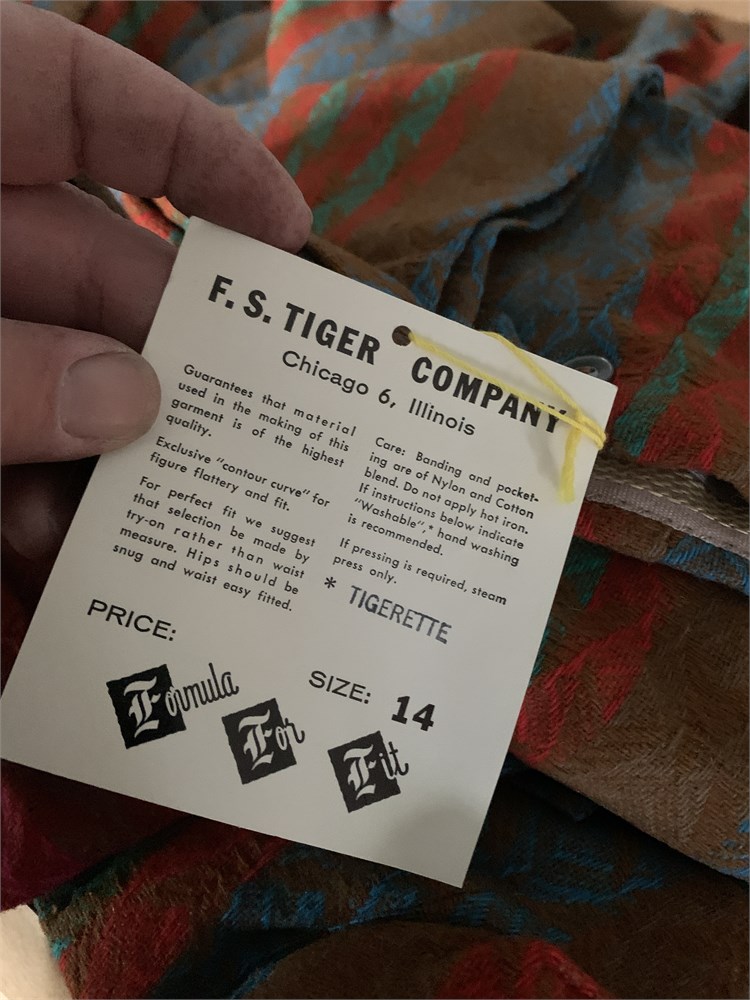 F. S. TIGER COMPANY
Chicago 6, Illinois
Guarantees that material
used in the making of this
garment is of the highest
quality.
Exclusive "contour curve" for
figure flattery and fit.
For perfect fit we suggest
that selection be made by
try-on rather than waist
measure. Hips should be
snug and waist easy fitted.
Care: Banding and pocket-
ing are of Nylon and Cotton
blend. Do not apply hot iron.
If instructions below indicate
"Washable",* hand washing
is recommended.
If pressing is required, steam
press only.
* TIGERETTE
PRICE:
SIZE: 14
Formula
For
Fit